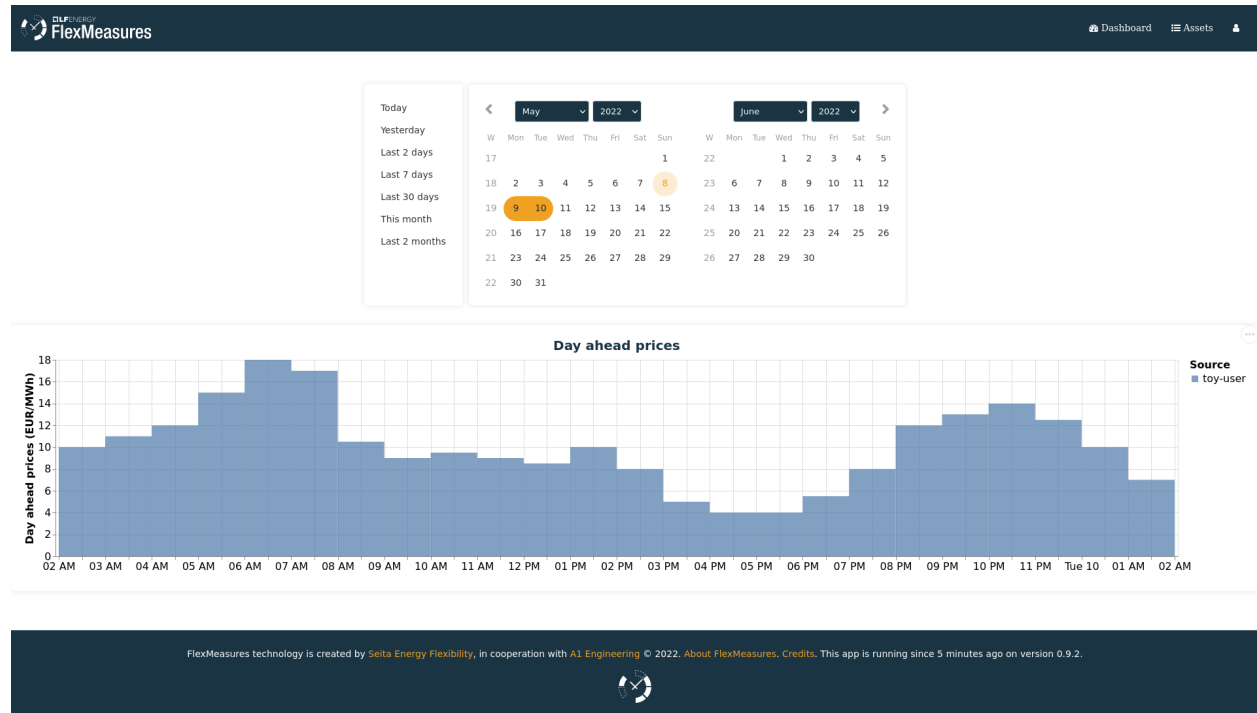 LFENERGY
FlexMeasures
Dashboard Assets
Today
Yesterday
Last 2 days
Last 7 days
Last 30 days
This month
Last 2 months
May 2022
W Mon Tue Wed Thu Fri Sat Sun
17 1
18 2 3 4 5 6 7 8
19 9 10 11 12 13 14 15
20 16 17 18 19 20 21 22
21 23 24 25 26 27 28 29
22 30 31
June 2022
W Mon Tue Wed Thu Fri Sat Sun
22 1 2 3 4 5
23 6 7 8 9 10 11 12
24 13 14 15 16 17 18 19
25 20 21 22 23 24 25 26
26 27 28 29 30
Day ahead prices
Day ahead prices (EUR/MWh)
18
16
14
12
10
8
6
4
2
0
02 AM 03 AM 04 AM 05 AM 06 AM 07 AM 08 AM 09 AM 10 AM 11 AM 12 PM 01 PM 02 PM 03 PM 04 PM 05 PM 06 PM 07 PM 08 PM 09 PM 10 PM 11 PM Tue 10 01 AM 02 AM
Source
toy-user
FlexMeasures technology is created by Seita Energy Flexibility, in cooperation with A1 Engineering © 2022. About FlexMeasures. Credits. This app is running since 5 minutes ago on version 0.9.2.